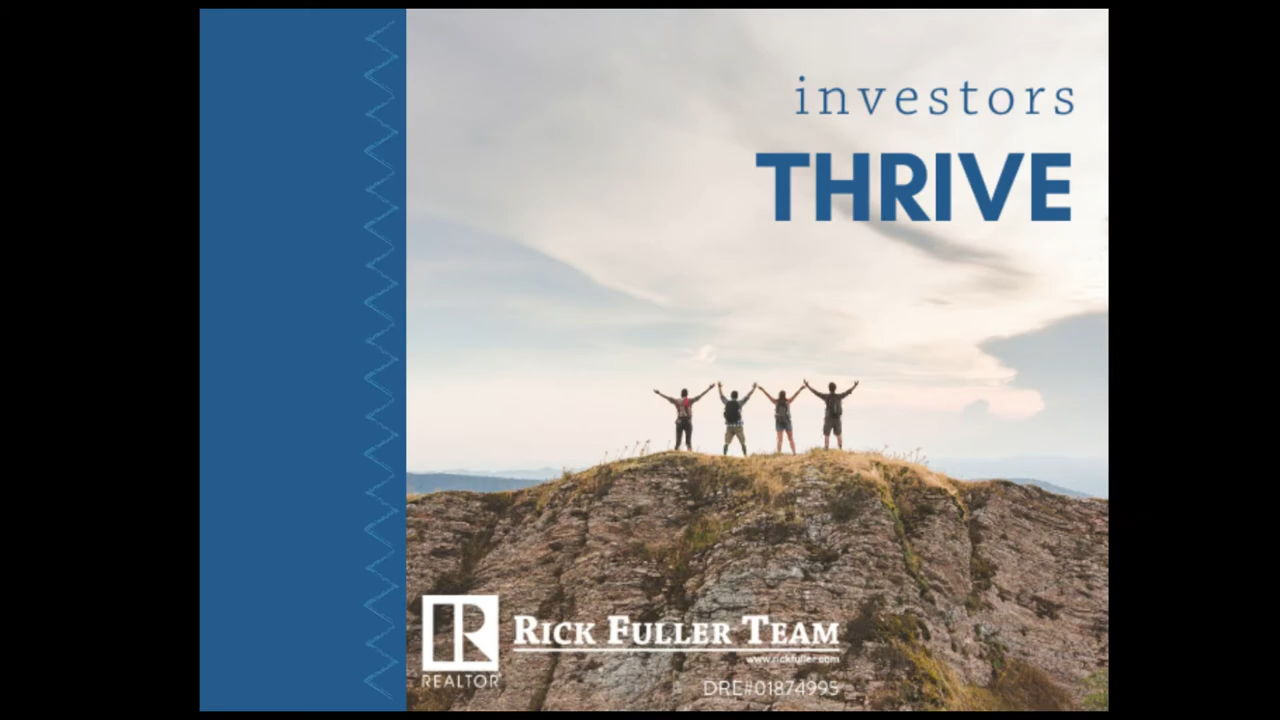 investors
THRIVE
RICK FULLER TEAM
www.rickfuller.com
REALTOR
DRE#01874995